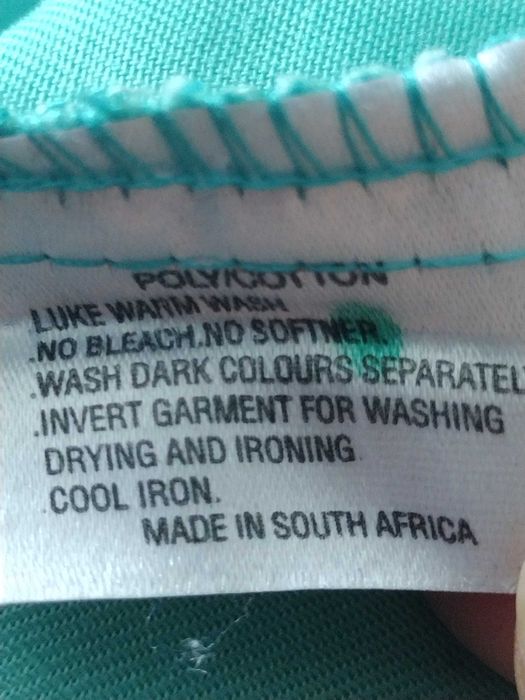 POLY/COTTON
LUKE WARM WASH
.NO BLEACH.NO SOFTNER.
.WASH DARK COLOURS SEPARATEL
.INVERT GARMENT FOR WASHING
DRYING AND IRONING
.COOL IRON.
MADE IN SOUTH AFRICA